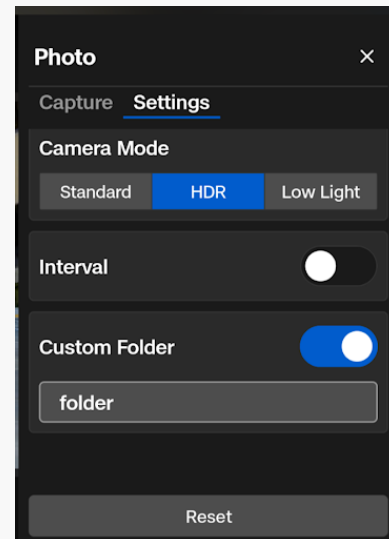 Photo
Capture Settings
Camera Mode
Standard HDR Low Light
Interval
Custom Folder
folder
Reset